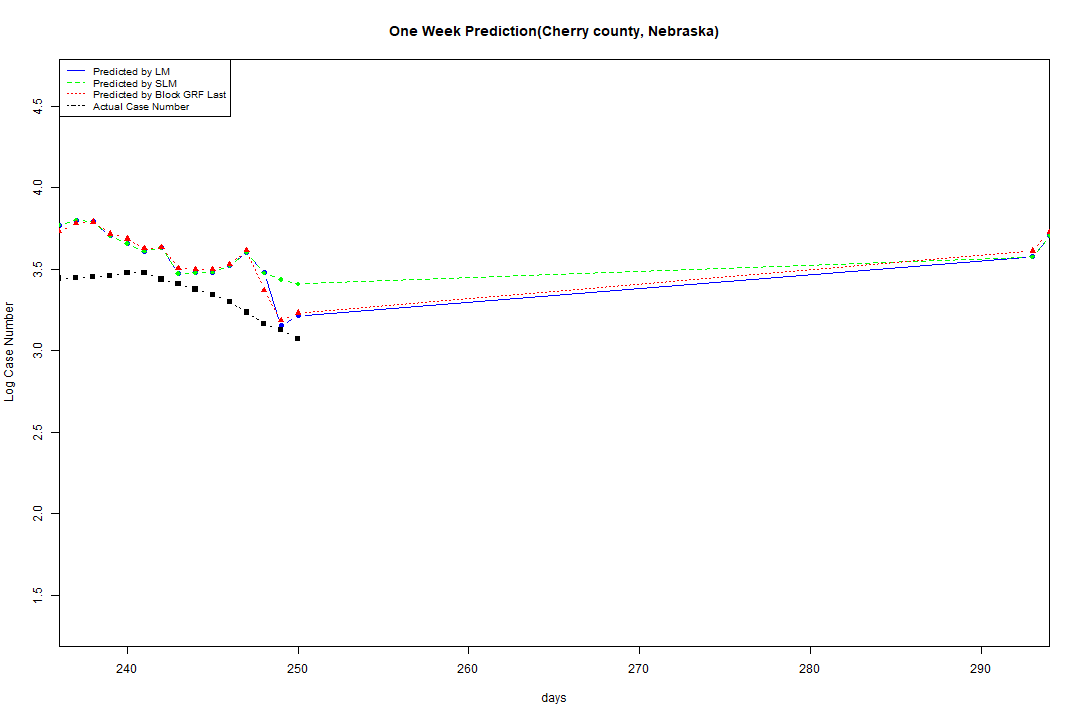 One Week Prediction(Cherry county, Nebraska)
Predicted by LM
Predicted by SLM
Predicted by Block GRF Last
Actual Case Number
4.5
4.0
3.5
3.0
2.5
2.0
1.5
Log Case Number
240 250 260 270 280 290
days